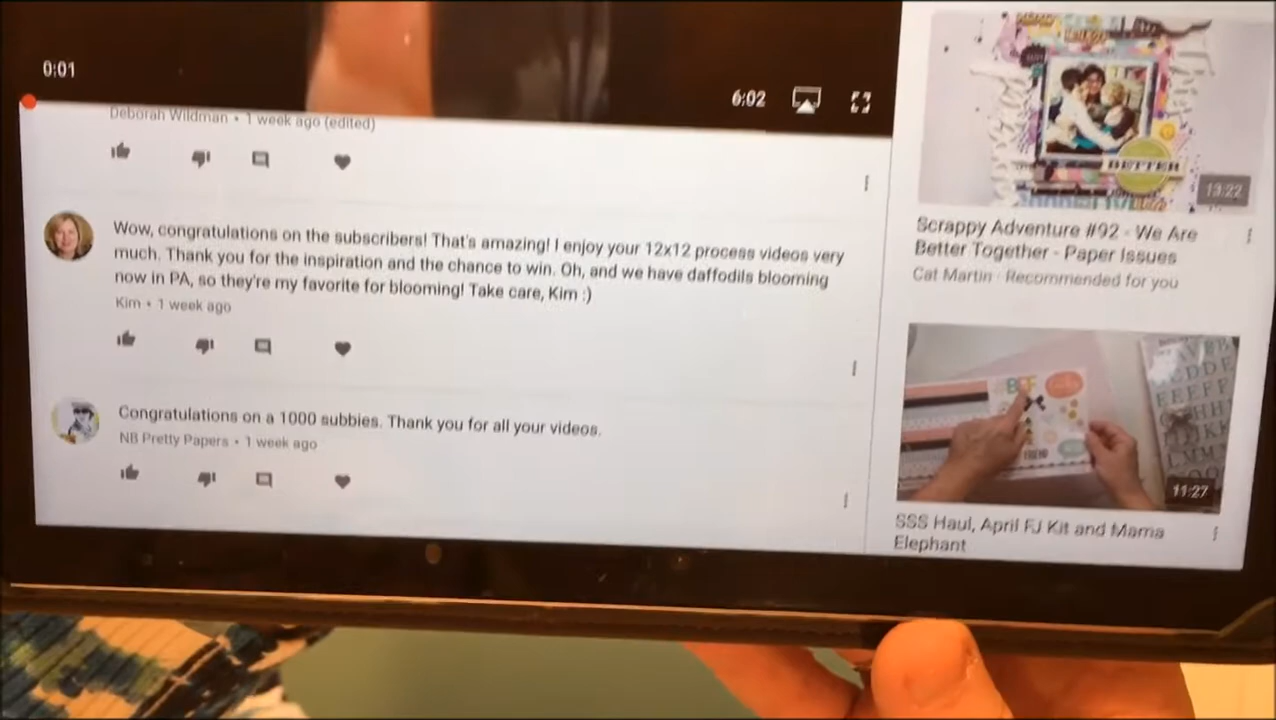 0:01
6:02
Deborah Wildman • 1 week ago (edited)
Wow, congratulations on the subscribers! That's amazing! I enjoy your 12x12 process videos very
much. Thank you for the inspiration and the chance to win. Oh, and we have daffodils blooming
now in PA, so they're my favorite for blooming! Take care, Kim :)
Kim • 1 week ago
Congratulations on a 1000 subbies. Thank you for all your videos.
NB Pretty Papers • 1 week ago
BETTER
13:22
Scrappy Adventure #92 - We Are
Better Together - Paper Issues
Cat Martin · Recommended for you
BFF
FRIEND
11:27
SSS Haul, April FJ Kit and Mama
Elephant